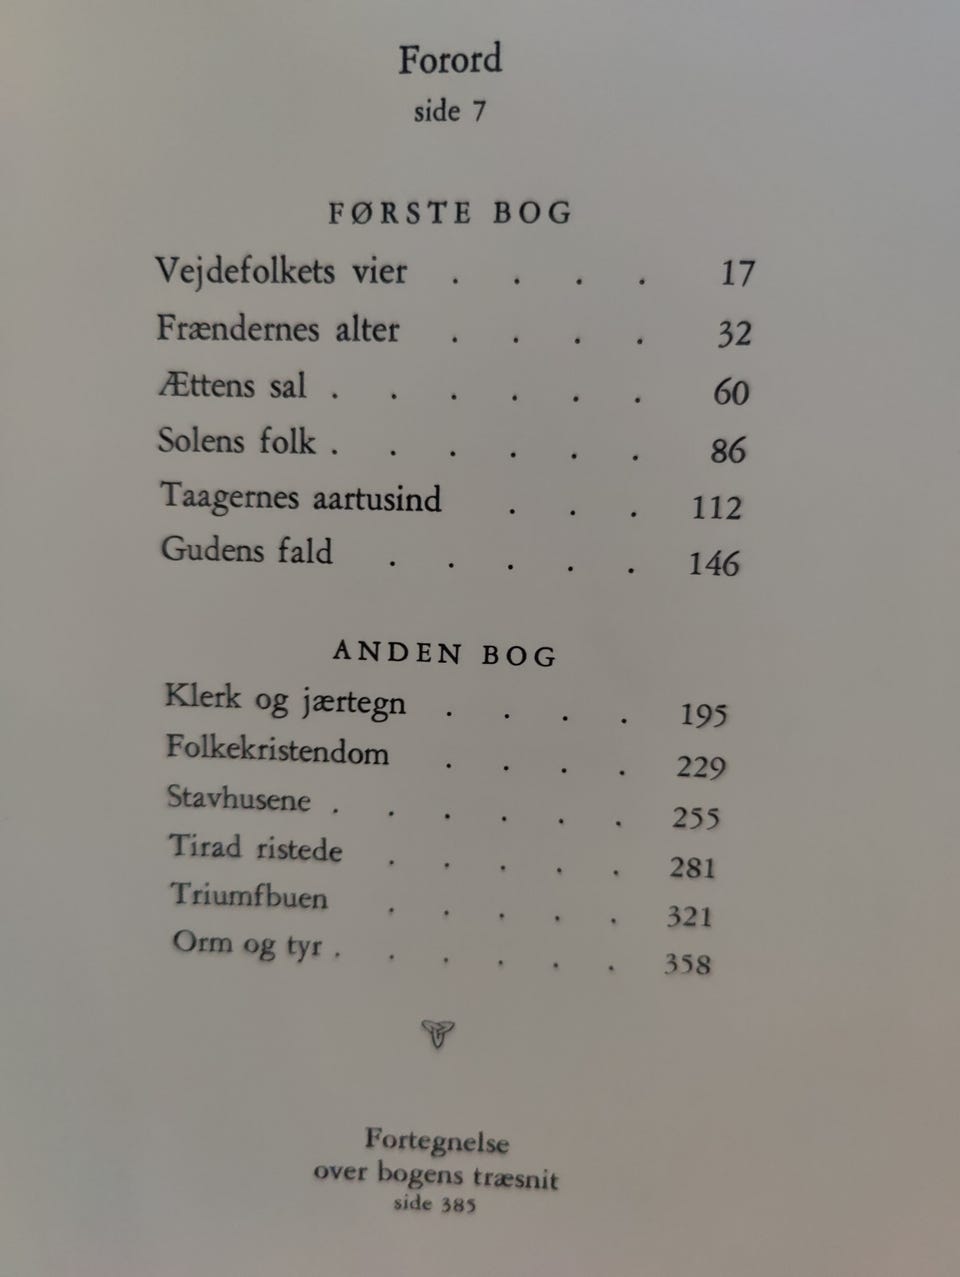 Forord
side 7
FØRSTE BOG
Vejdefolkets vier . . . . 17
Frændernes alter . . . . 32
Ættens sal . . . . . . 60
Solens folk . . . . . . 86
Taagernes aartusind . . . 112
Gudens fald . . . . . 146
ANDEN BOG
Klerk og jærtegn . . . . 195
Folkekristendom . . . . 229
Stavhusene . . . . . . 255
Tirad ristede . . . . . 281
Triumfbuen . . . . . 321
Orm og tyr . . . . . . 358
Fortegnelse
over bogens træsnit
side 385